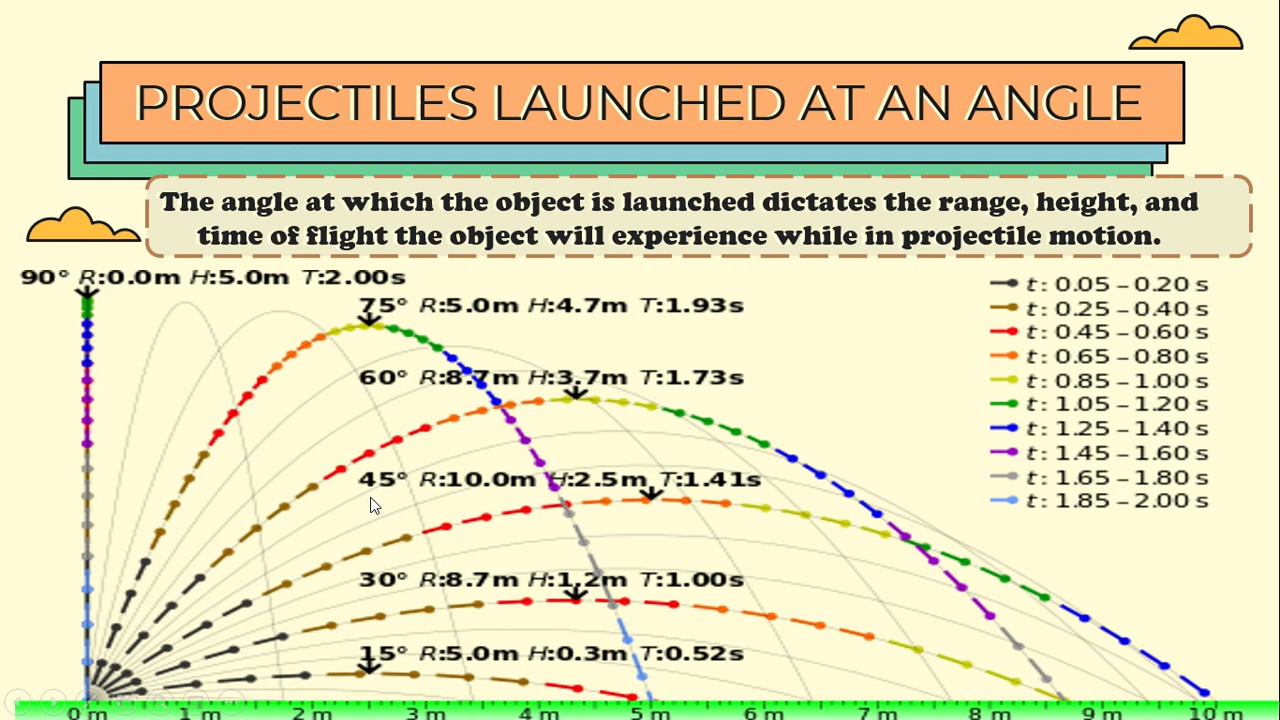 PROJECTILES LAUNCHED AT AN ANGLE
The angle at which the object is launched dictates the range, height, and
time of flight the object will experience while in projectile motion.
90° R:0.0m H:5.0m T:2.00s
75° R:5.0m H:4.7m T:1.93s
60° R:8.7m H:3.7m T:1.73s
45° R:10.0m H:2.5m T:1.41s
30° R:8.7m H:1.2m T:1.00s
15° R:5.0m H:0.3m T:0.52s
t: 0.05 – 0.20 s
t: 0.25 – 0.40 s
t: 0.45 – 0.60 s
t: 0.65 – 0.80 s
t: 0.85 – 1.00 s
t: 1.05 – 1.20 s
t: 1.25 – 1.40 s
t: 1.45 – 1.60 s
t: 1.65 – 1.80 s
t: 1.85 – 2.00 s
0 m 1 m 2 m 3 m 4 m 5 m 6 m 7 m 8 m 9 m 10 m